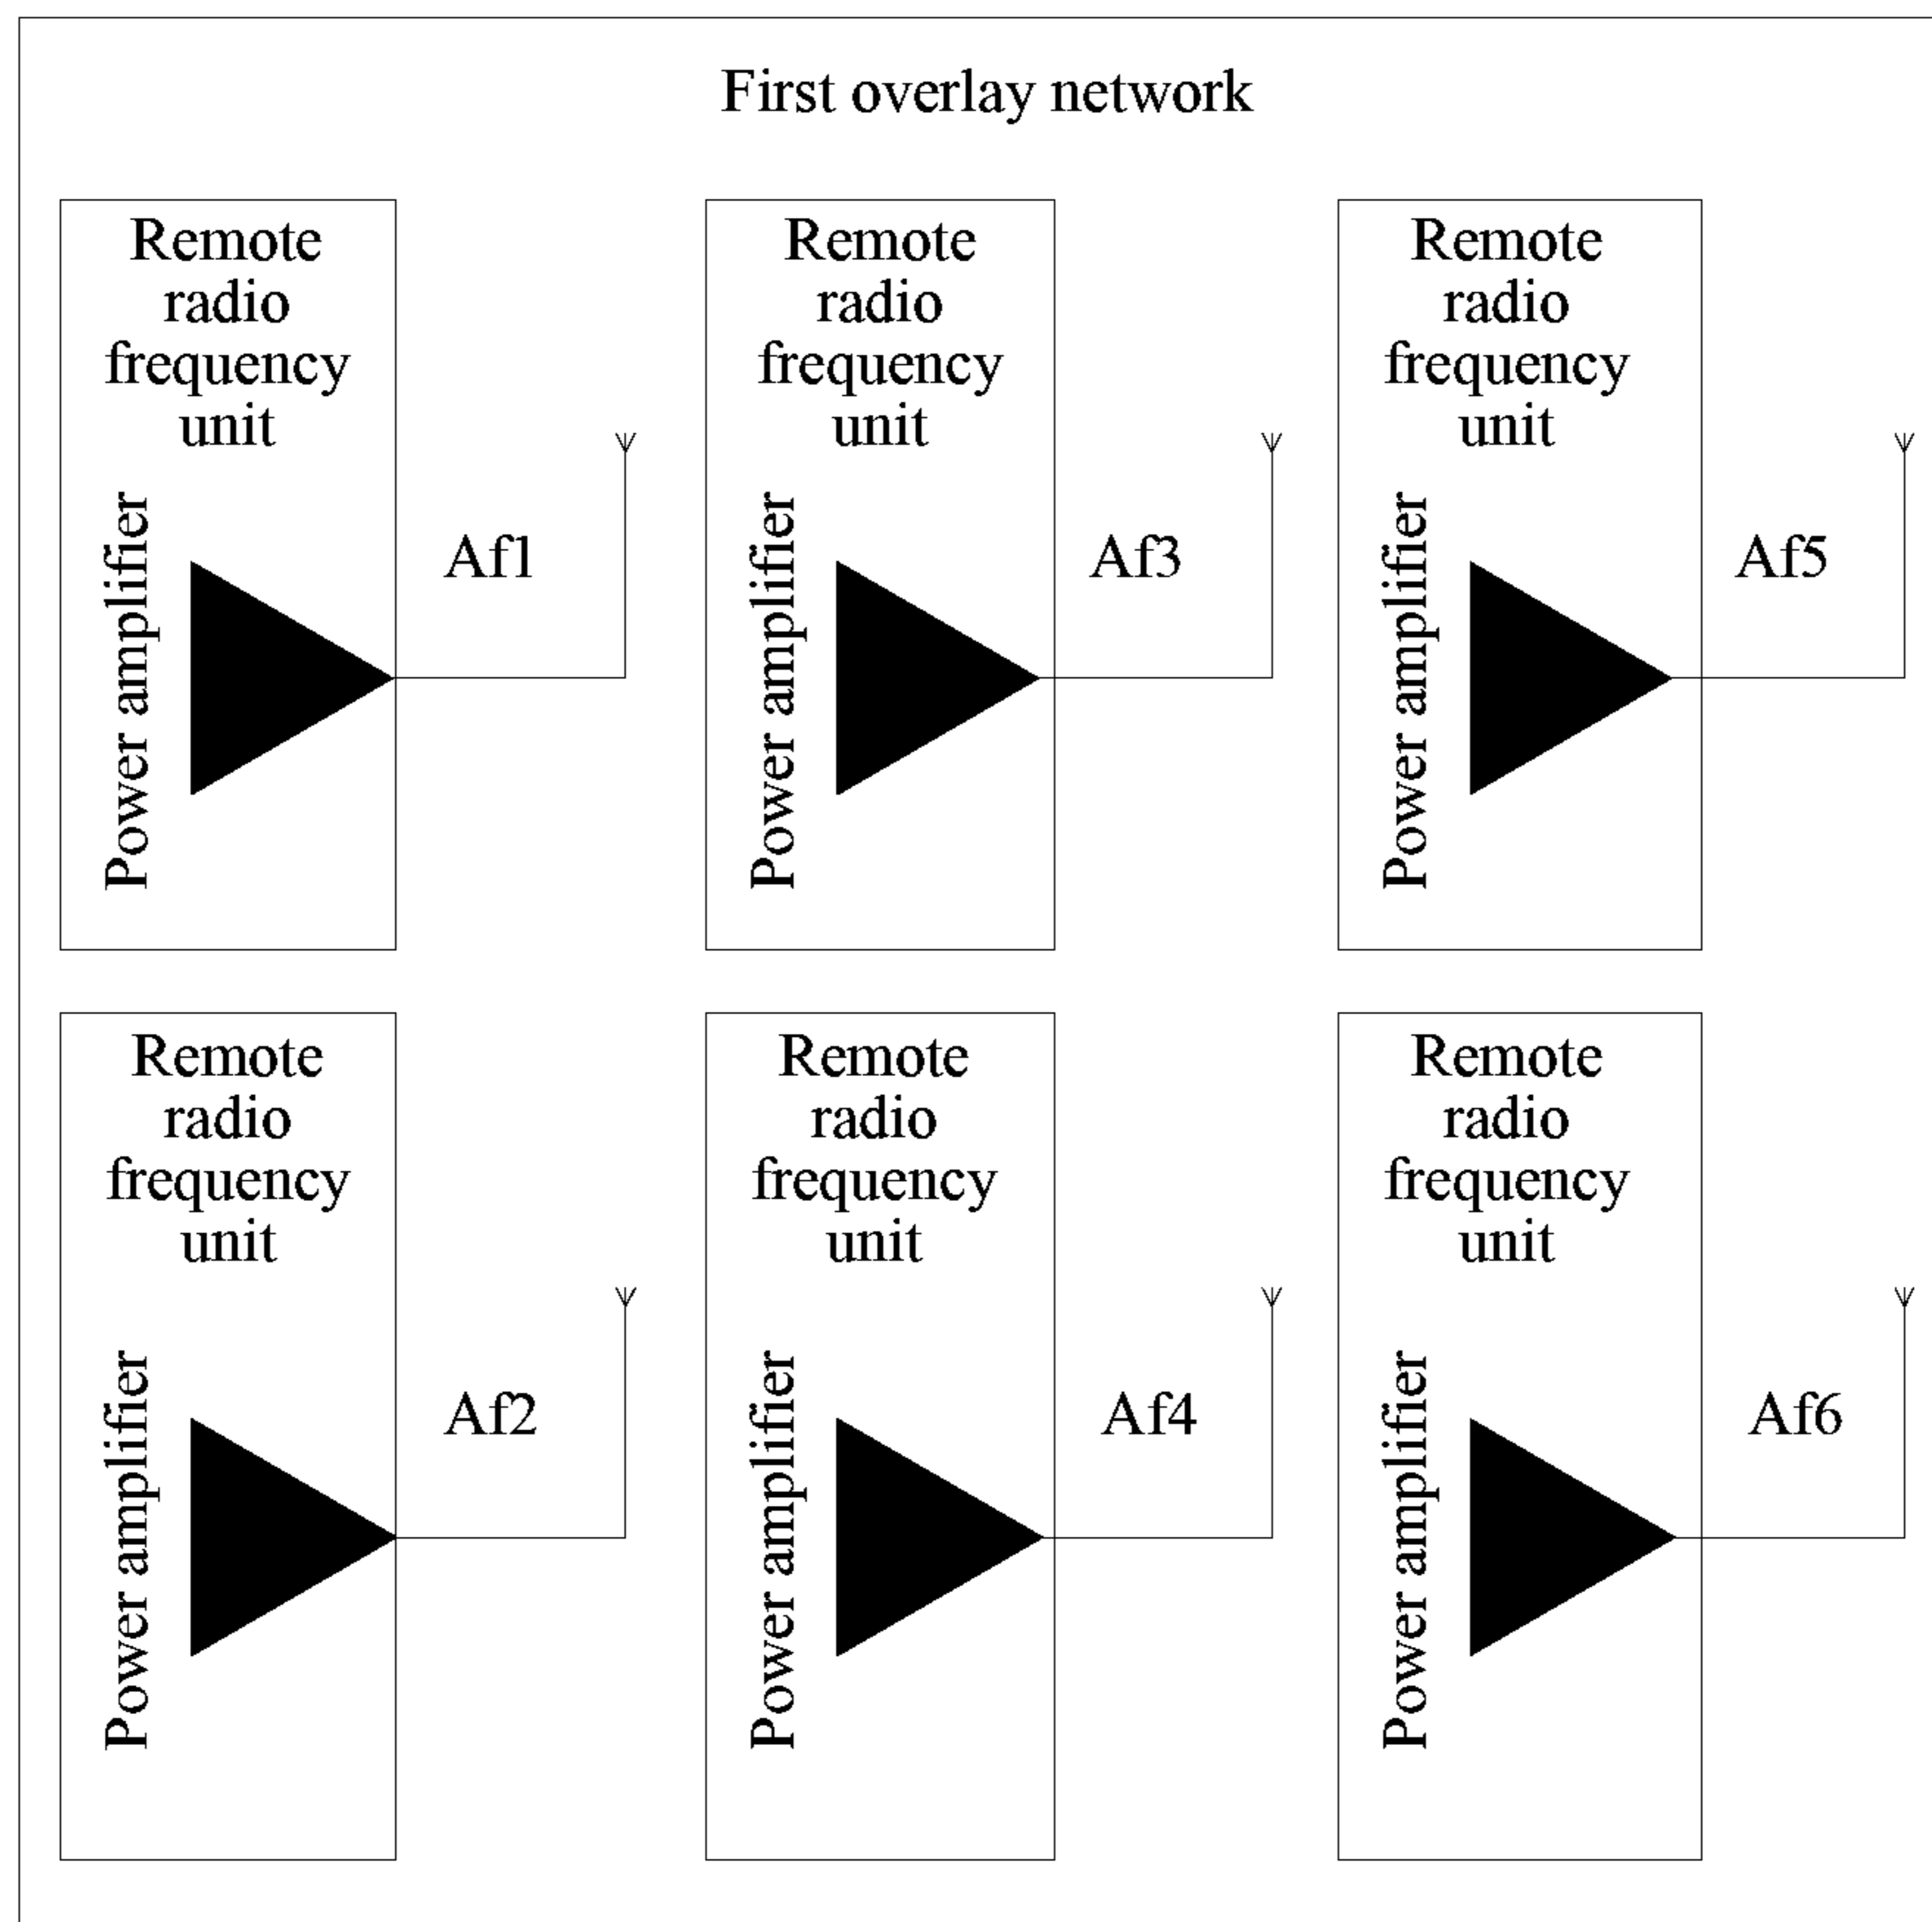 First overlay network
Remote
radio
frequency
unit
Power amplifier
Af1
Remote
radio
frequency
unit
Power amplifier
Af3
Remote
radio
frequency
unit
Power amplifier
Af5
Remote
radio
frequency
unit
Power amplifier
Af2
Remote
radio
frequency
unit
Power amplifier
Af4
Remote
radio
frequency
unit
Power amplifier
Af6